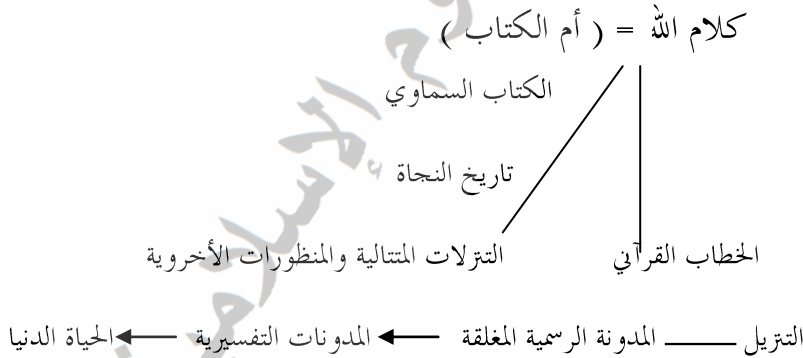 كلام الله = ( أم الكتاب )
الكتاب السماوي
تاريخ النجاة
الخطاب القرآني التنزلات المتتالية والمنظورات الأخروية
التنزيل المدونة الرسمية المغلقة المدونات التفسيرية الحياة الدنيا